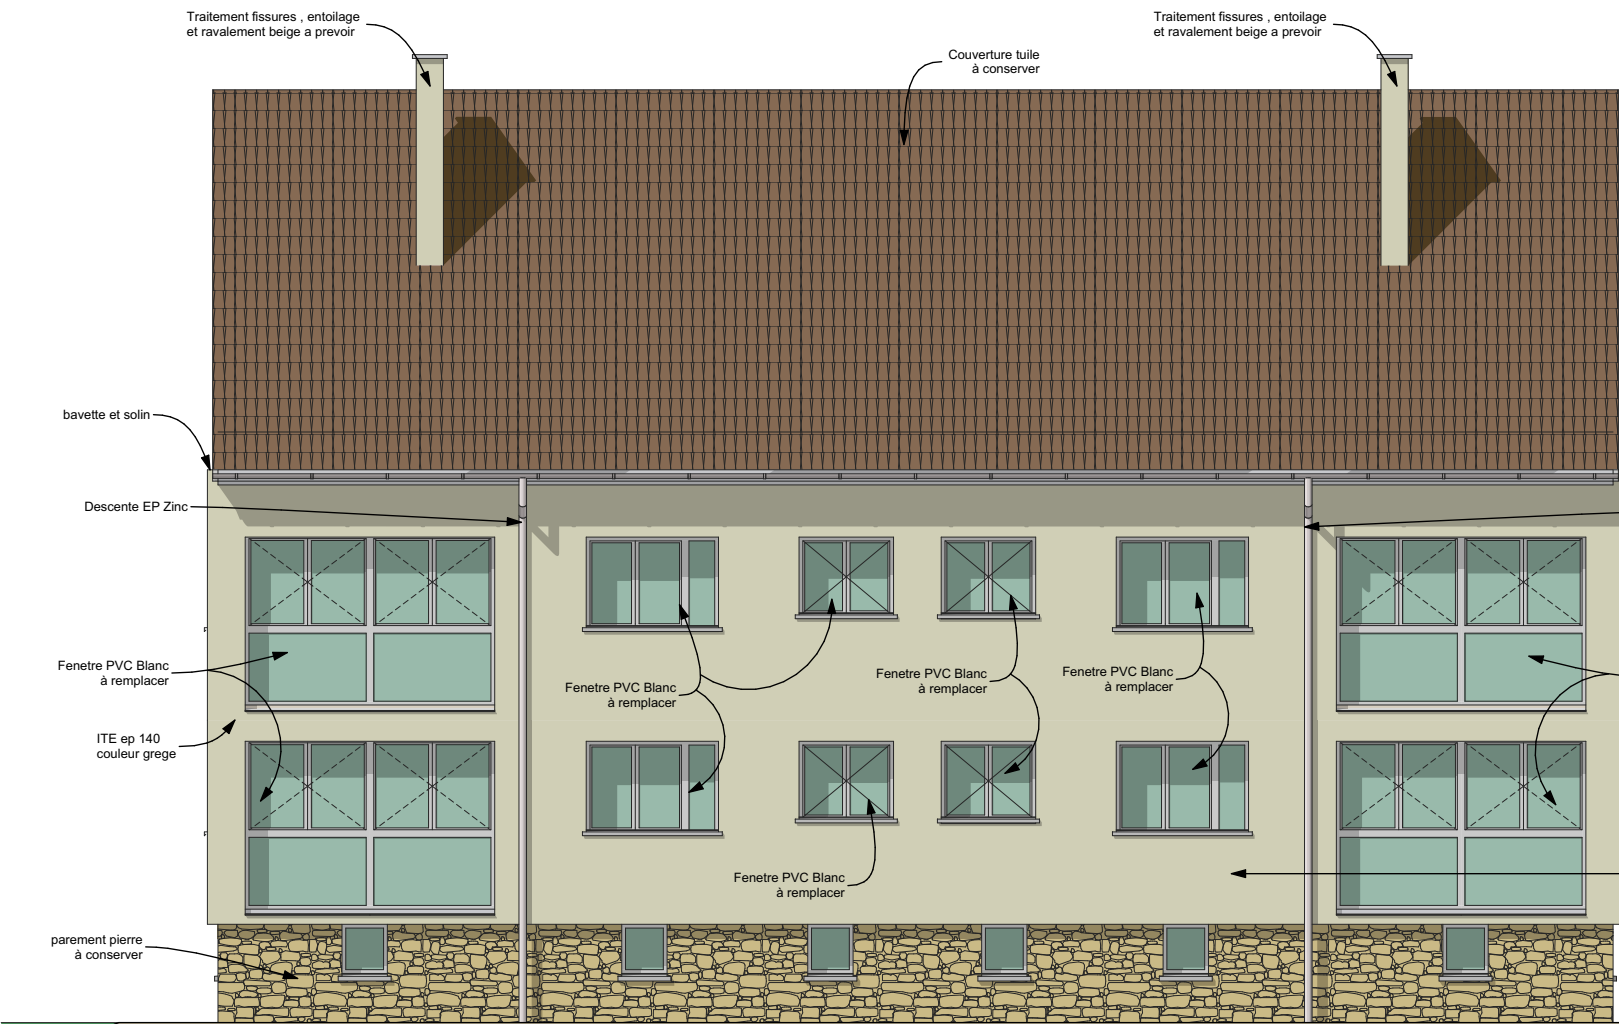 Traitement fissures , entoilage
et ravalement beige a prevoir
Traitement fissures , entoilage
et ravalement beige a prevoir
Couverture tuile
à conserver
bavette et solin
Descente EP Zinc
Fenetre PVC Blanc
à remplacer
Fenetre PVC Blanc
à remplacer
Fenetre PVC Blanc
à remplacer
Fenetre PVC Blanc
à remplacer
ITE ep 140
couleur grege
Fenetre PVC Blanc
à remplacer
parement pierre
à conserver